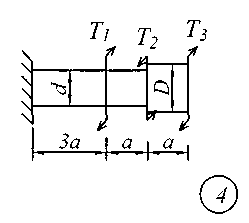 T₁ T₂ T₃
d D
3a a a
4